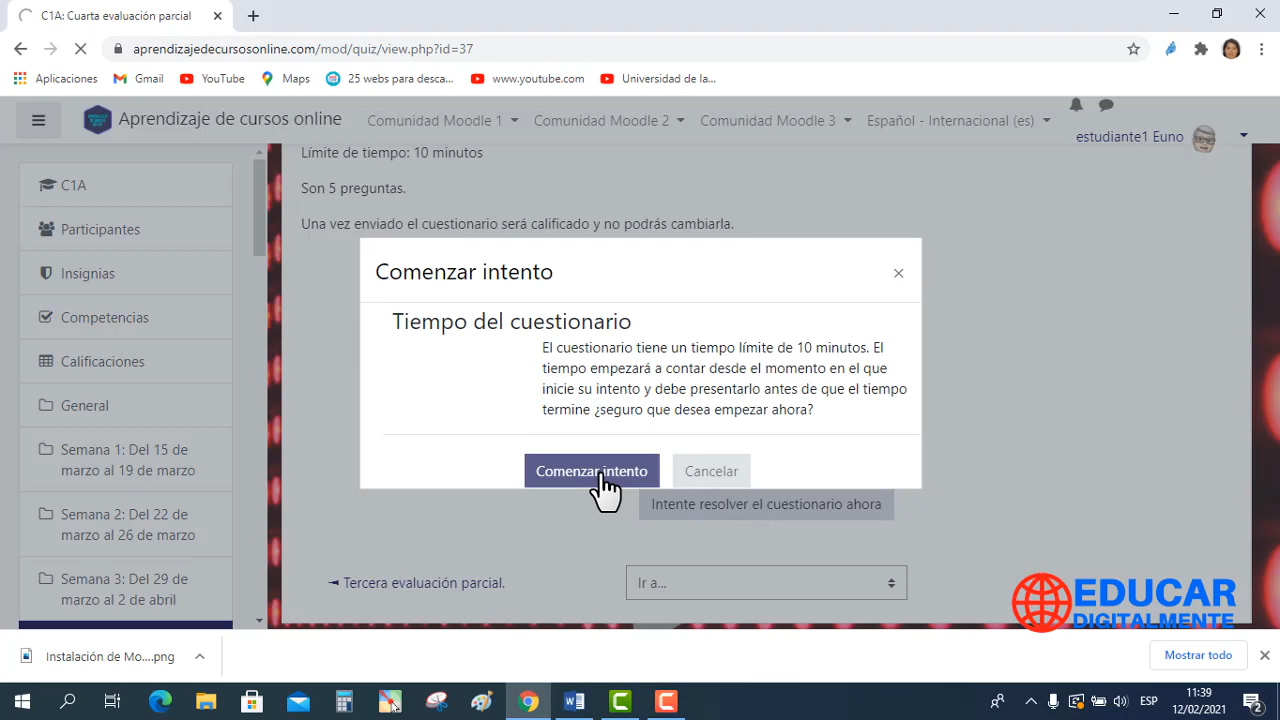 C1A: Cuarta evaluación parcial
aprendizajedecursosonline.com/mod/quiz/view.php?id=37
Aplicaciones Gmail YouTube Maps 25 webs para desca... www.youtube.com Universidad de la...
Aprendizaje de cursos online Comunidad Moodle 1 Comunidad Moodle 2 Comunidad Moodle 3 Español - Internacional (es)
estudiante1 Euno
C1A
Participantes
Insignias
Competencias
Calificaciones
General
Semana 1: Del 15 de
marzo al 19 de marzo
Semana 2: Del 22 de
marzo al 26 de marzo
Semana 3: Del 29 de
marzo al 2 de abril
Límite de tiempo: 10 minutos
Son 5 preguntas.
Una vez enviado el cuestionario será calificado y no podrás cambiarla.
Comenzar intento
Tiempo del cuestionario
El cuestionario tiene un tiempo límite de 10 minutos. El
tiempo empezará a contar desde el momento en el que
inicie su intento y debe presentarlo antes de que el tiempo
termine ¿seguro que desea empezar ahora?
Comenzar intento Cancelar
Intente resolver el cuestionario ahora
◄ Tercera evaluación parcial.
Ir a...
EDUCAR
DIGITALMENTE
Instalación de Mo....png
Mostrar todo
ESP
11:39
12/02/2021
2